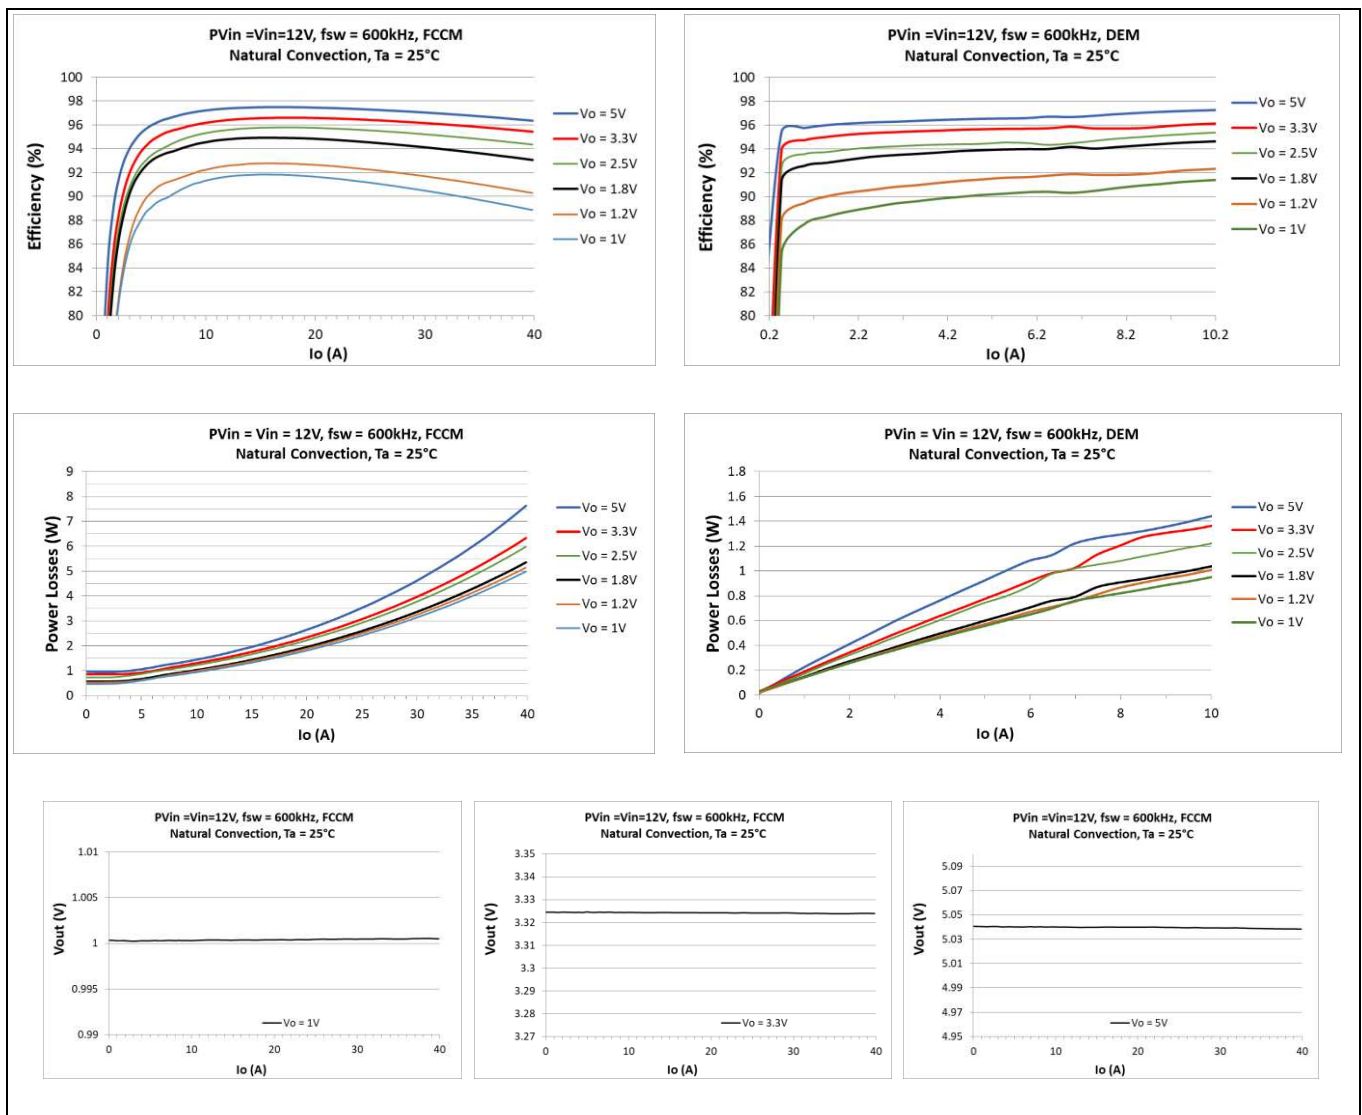 PVin =Vin=12V, fsw = 600kHz, FCCM
Natural Convection, Ta = 25°C
Efficiency (%)
100
98
96
94
92
90
88
86
84
82
80
0 10 20 30 40
Io (A)
Vo = 5V
Vo = 3.3V
Vo = 2.5V
Vo = 1.8V
Vo = 1.2V
Vo = 1V
PVin =Vin=12V, fsw = 600kHz, DEM
Natural Convection, Ta = 25°C
Efficiency (%)
100
98
96
94
92
90
88
86
84
82
80
0.2 2.2 4.2 6.2 8.2 10.2
Io (A)
Vo = 5V
Vo = 3.3V
Vo = 2.5V
Vo = 1.8V
Vo = 1.2V
Vo = 1V
PVin = Vin = 12V, fsw = 600kHz, FCCM
Natural Convection, Ta = 25°C
Power Losses (W)
9
8
7
6
5
4
3
2
1
0
0 5 10 15 20 25 30 35 40
Io (A)
Vo = 5V
Vo = 3.3V
Vo = 2.5V
Vo = 1.8V
Vo = 1.2V
Vo = 1V
PVin = Vin = 12V, fsw = 600kHz, DEM
Natural Convection, Ta = 25°C
Power Losses (W)
1.8
1.6
1.4
1.2
1
0.8
0.6
0.4
0.2
0
0 2 4 6 8 10
Io (A)
Vo = 5V
Vo = 3.3V
Vo = 2.5V
Vo = 1.8V
Vo = 1.2V
Vo = 1V
PVin =Vin=12V, fsw = 600kHz, FCCM
Natural Convection, Ta = 25°C
Vout (V)
1.01
1.005
1
0.995
0.99
Vo = 1V
0 10 20 30 40
Io (A)
PVin =Vin=12V, fsw = 600kHz, FCCM
Natural Convection, Ta = 25°C
Vout (V)
3.35
3.34
3.33
3.32
3.31
3.3
3.29
3.28
3.27
Vo = 3.3V
0 10 20 30 40
Io (A)
PVin =Vin=12V, fsw = 600kHz, FCCM
Natural Convection, Ta = 25°C
Vout (V)
5.09
5.07
5.05
5.03
5.01
4.99
4.97
4.95
Vo = 5V
0 10 20 30 40
Io (A)